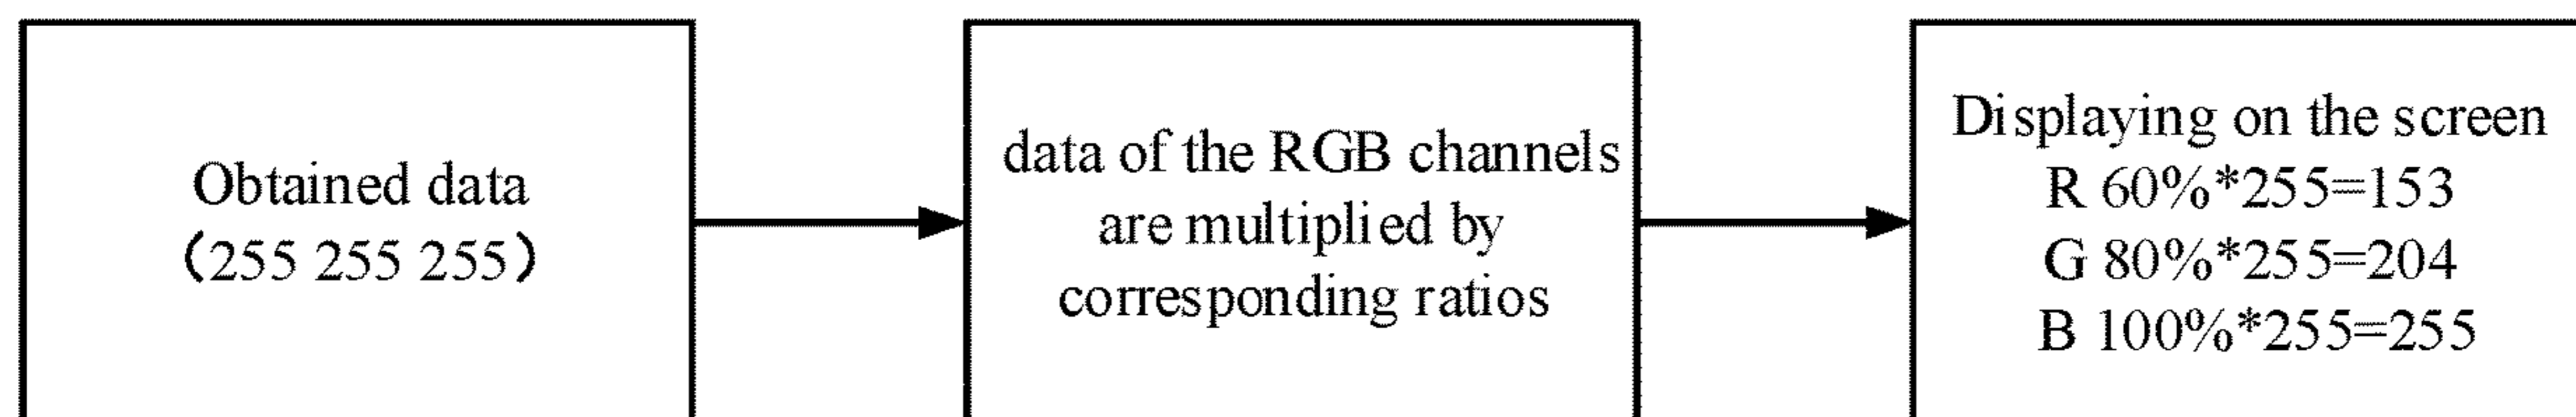 Obtained data
(255 255 255)
data of the RGB channels
are multiplied by
corresponding ratios
Displaying on the screen
R 60%*255=153
G 80%*255=204
B 100%*255=255